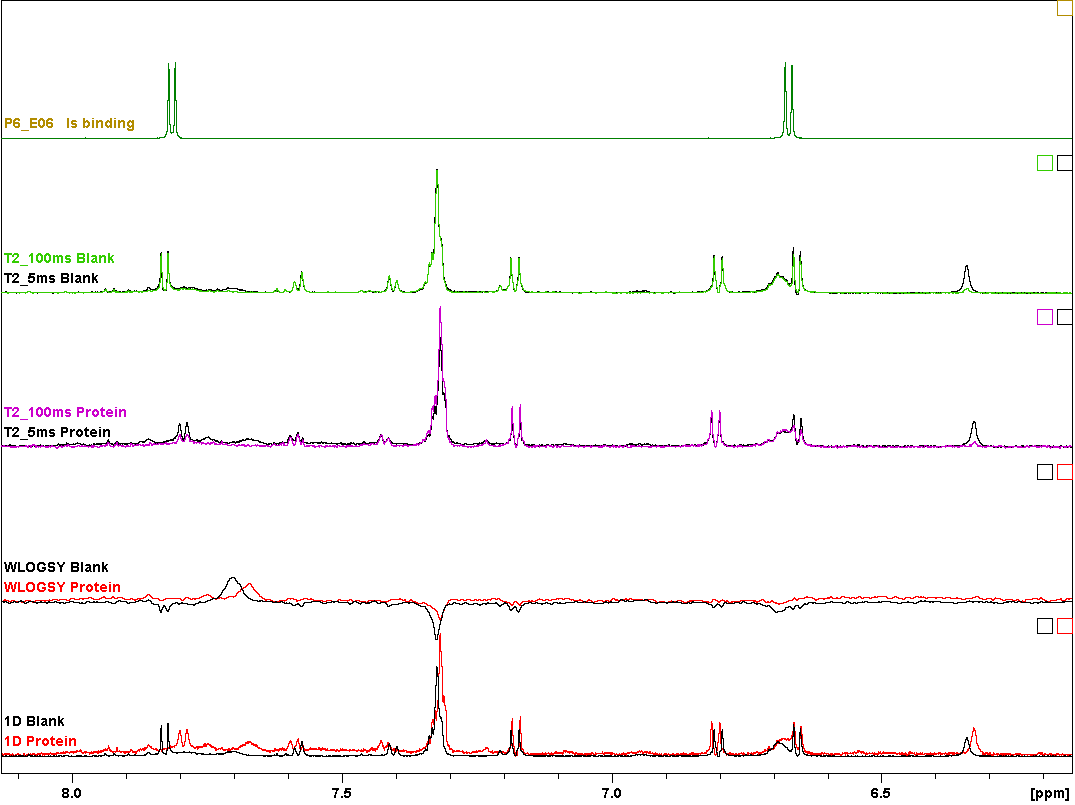 P6_E06 Is binding
T2_100ms Blank
T2_5ms Blank
T2_100ms Protein
T2_5ms Protein
WLOGSY Blank
WLOGSY Protein
1D Blank
1D Protein
8.0 7.5 7.0 6.5 [ppm]